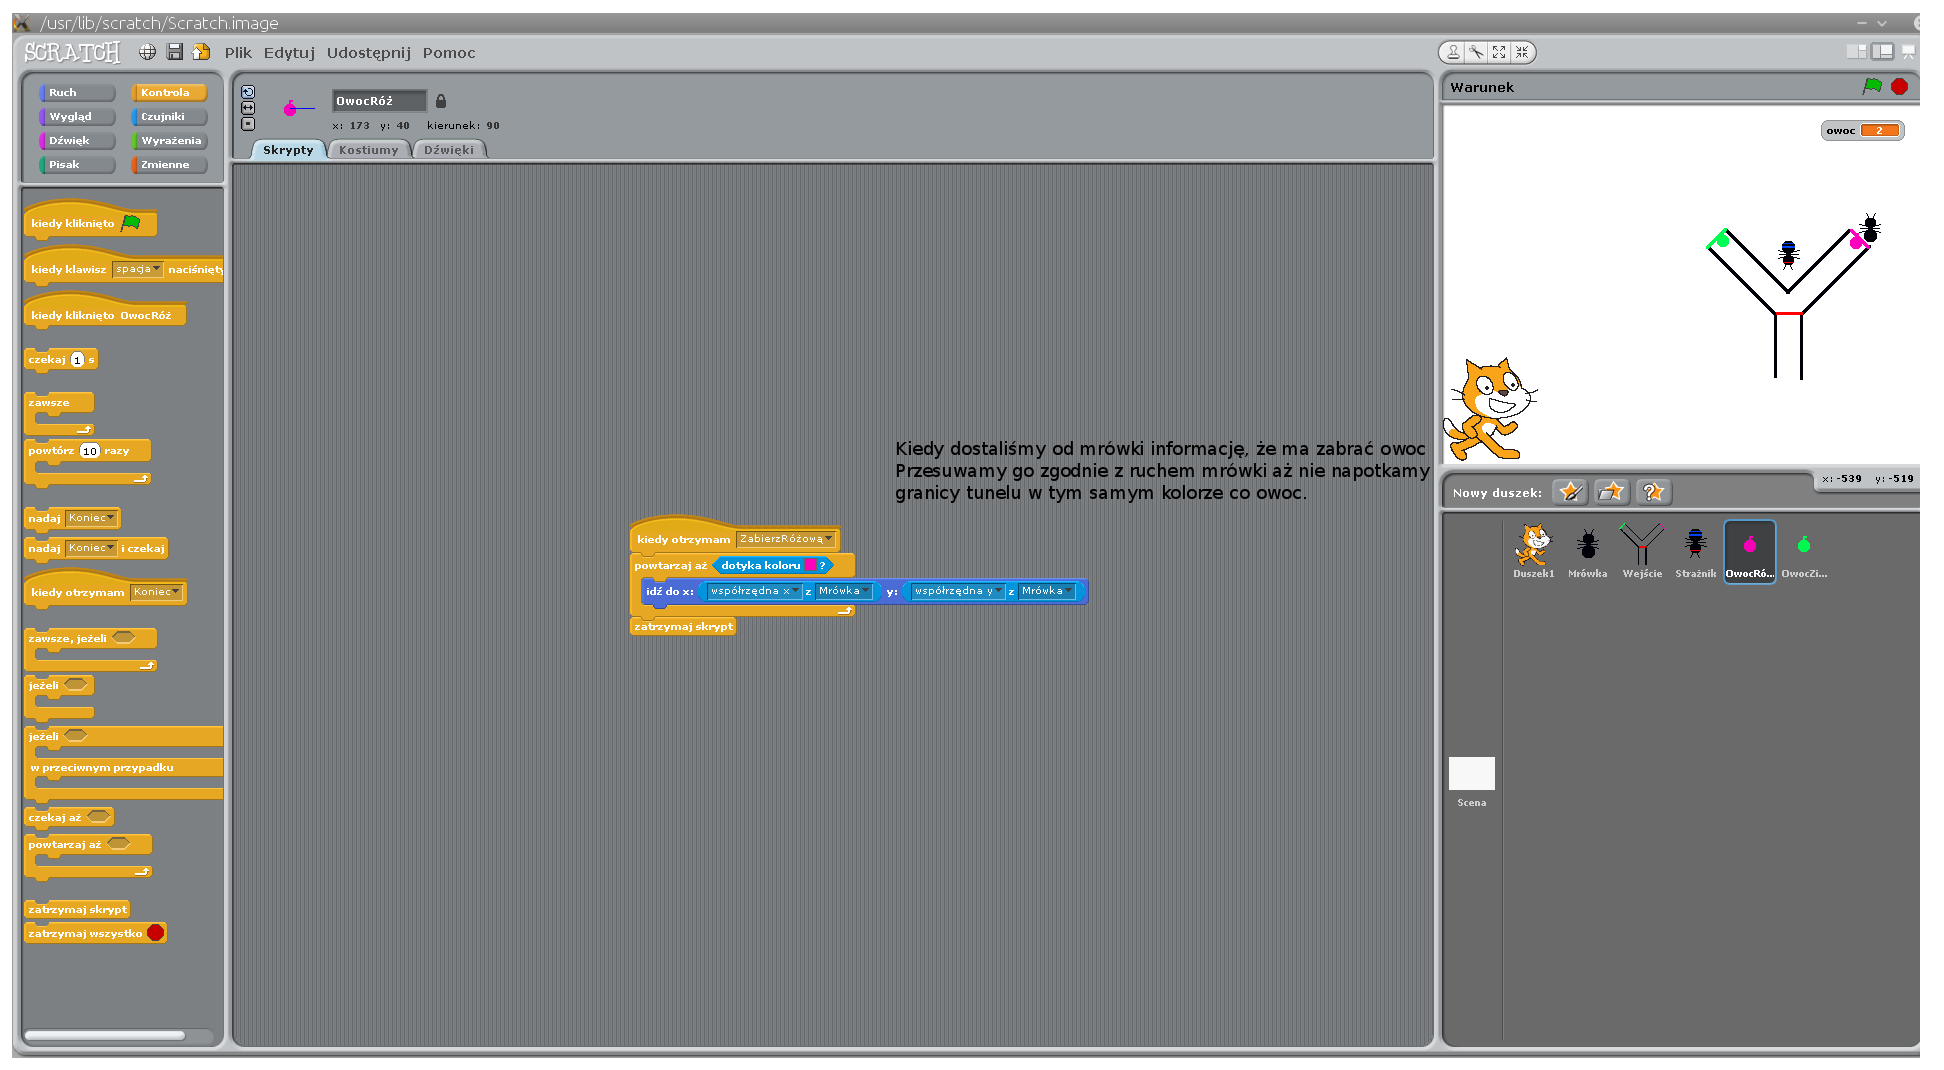 /usr/lib/scratch/Scratch.image
SCRATCH Plik Edytuj Udostępnij Pomoc
Ruch Kontrola
Wygląd Czujniki
Dźwięk Wyrażenia
Pisak Zmienne
kiedy kliknięto
kiedy klawisz spacja naciśnięty
kiedy kliknięto OwocRóż
czekaj 1 s
zawsze
powtórz 10 razy
nadaj Koniec
nadaj Koniec i czekaj
kiedy otrzymam Koniec
zawsze, jeżeli
jeżeli
jeżeli
w przeciwnym przypadku
czekaj aż
powtarzaj aż
zatrzymaj skrypt
zatrzymaj wszystko
OwocRóż
x: 173 y: 40 kierunek: 90
Skrypty Kostiumy Dźwięki
Kiedy dostaliśmy od mrówki informację, że ma zabrać owoc
Przesuwamy go zgodnie z ruchem mrówki aż nie napotkamy
granicy tunelu w tym samym kolorze co owoc.
kiedy otrzymam ZabierzRóżową
powtarzaj aż dotyka koloru ?
idź do x: współrzędna x z Mrówka y: współrzędna y z Mrówka
zatrzymaj skrypt
Warunek
owoc 2
x: -539 y: -519
Nowy duszek:
Duszek1 Mrówka Wejście Strażnik OwocRó... OwocZi...
Scena